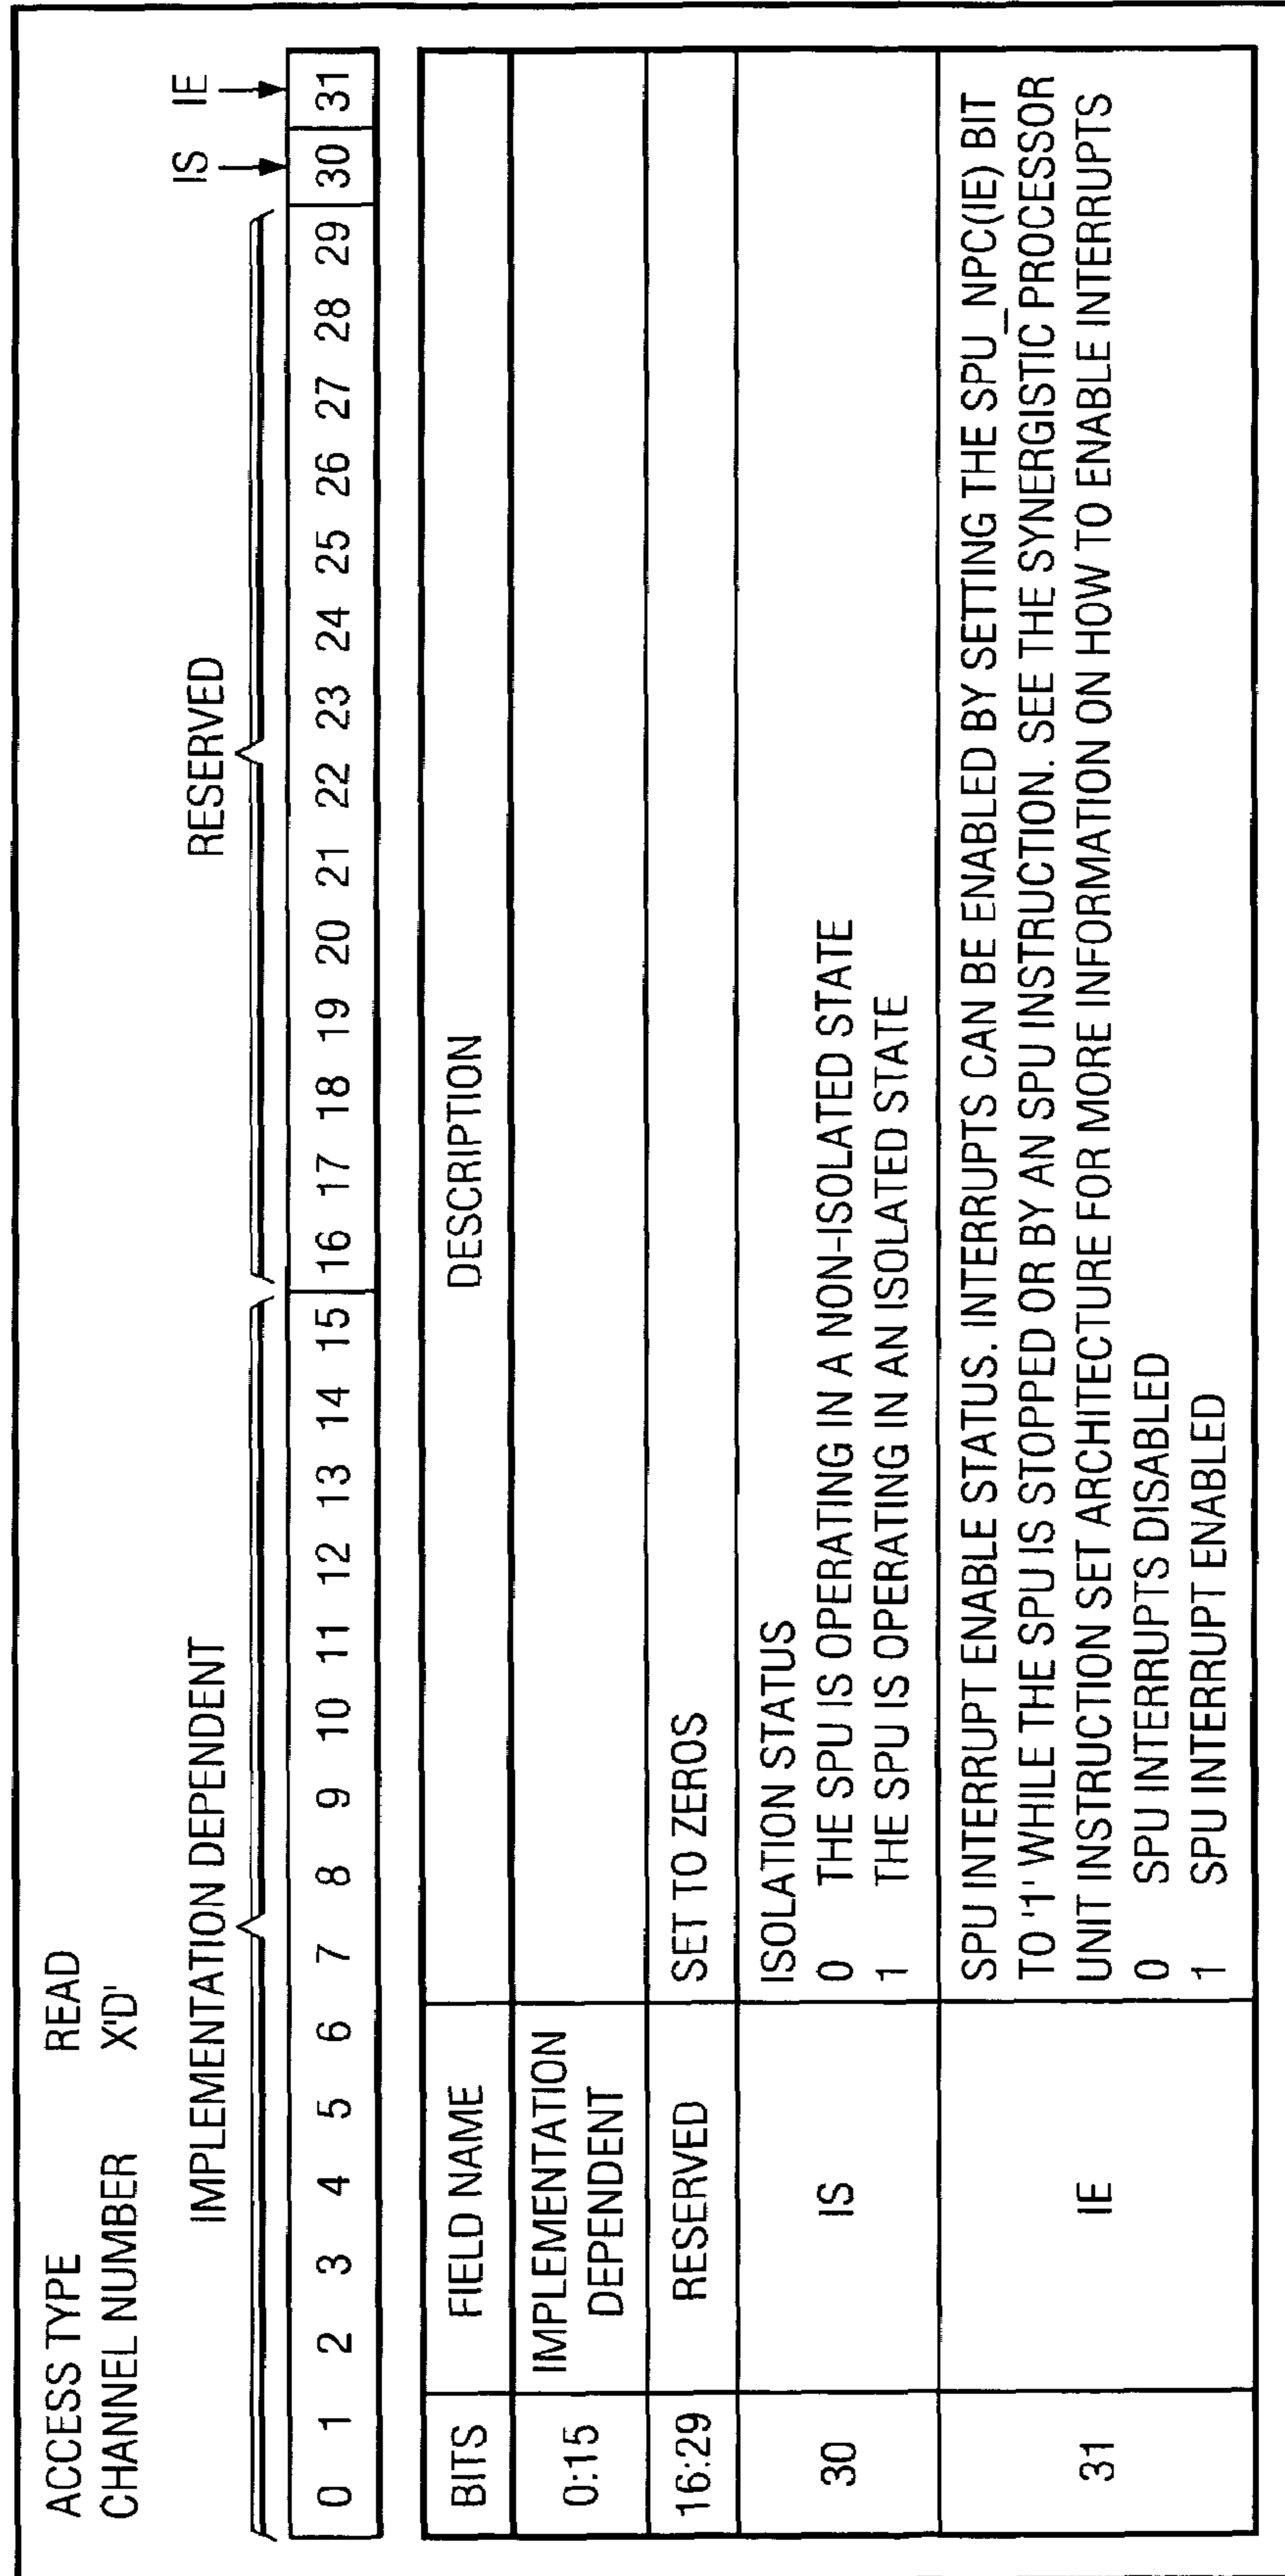 ACCESS TYPE READ
CHANNEL NUMBER X'D'
IMPLEMENTATION DEPENDENT RESERVED IS IE
0 1 2 3 4 5 6 7 8 9 10 11 12 13 14 15 16 17 18 19 20 21 22 23 24 25 26 27 28 29 30 31
BITS FIELD NAME DESCRIPTION
0:15 IMPLEMENTATION
DEPENDENT
16:29 RESERVED SET TO ZEROS
30 IS ISOLATION STATUS
0 THE SPU IS OPERATING IN A NON-ISOLATED STATE
1 THE SPU IS OPERATING IN AN ISOLATED STATE
31 IE SPU INTERRUPT ENABLE STATUS. INTERRUPTS CAN BE ENABLED BY SETTING THE SPU_NPC(IE) BIT
TO '1' WHILE THE SPU IS STOPPED OR BY AN SPU INSTRUCTION. SEE THE SYNERGISTIC PROCESSOR
UNIT INSTRUCTION SET ARCHITECTURE FOR MORE INFORMATION ON HOW TO ENABLE INTERRUPTS
0 SPU INTERRUPTS DISABLED
1 SPU INTERRUPT ENABLED